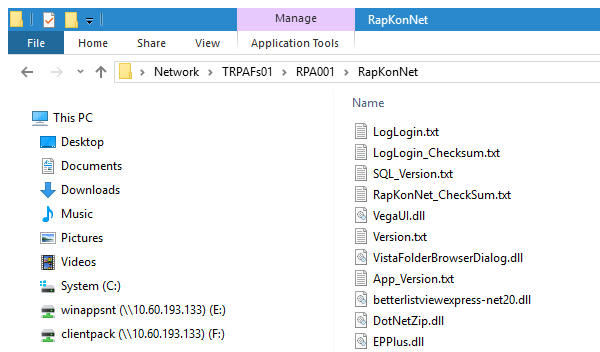 Manage
RapKonNet
File
Home
Share
View
Application Tools
Network
TRPAFs01
RPA001
RapKonNet
This PC
Desktop
Documents
Downloads
Music
Pictures
Videos
System (C:)
winappsnt (\\10.60.193.133) (E:)
clientpack (\\10.60.193.133) (F:)
Name
LogLogin.txt
LogLogin_Checksum.txt
SQL_Version.txt
RapKonNet_CheckSum.txt
VegaUI.dll
Version.txt
VistaFolderBrowserDialog.dll
App_Version.txt
betterlistviewexpress-net20.dll
DotNetZip.dll
EPPlus.dll